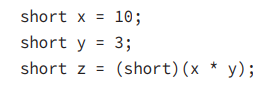 short x = 10;
short y = 3;
short z = (short)(x * y);